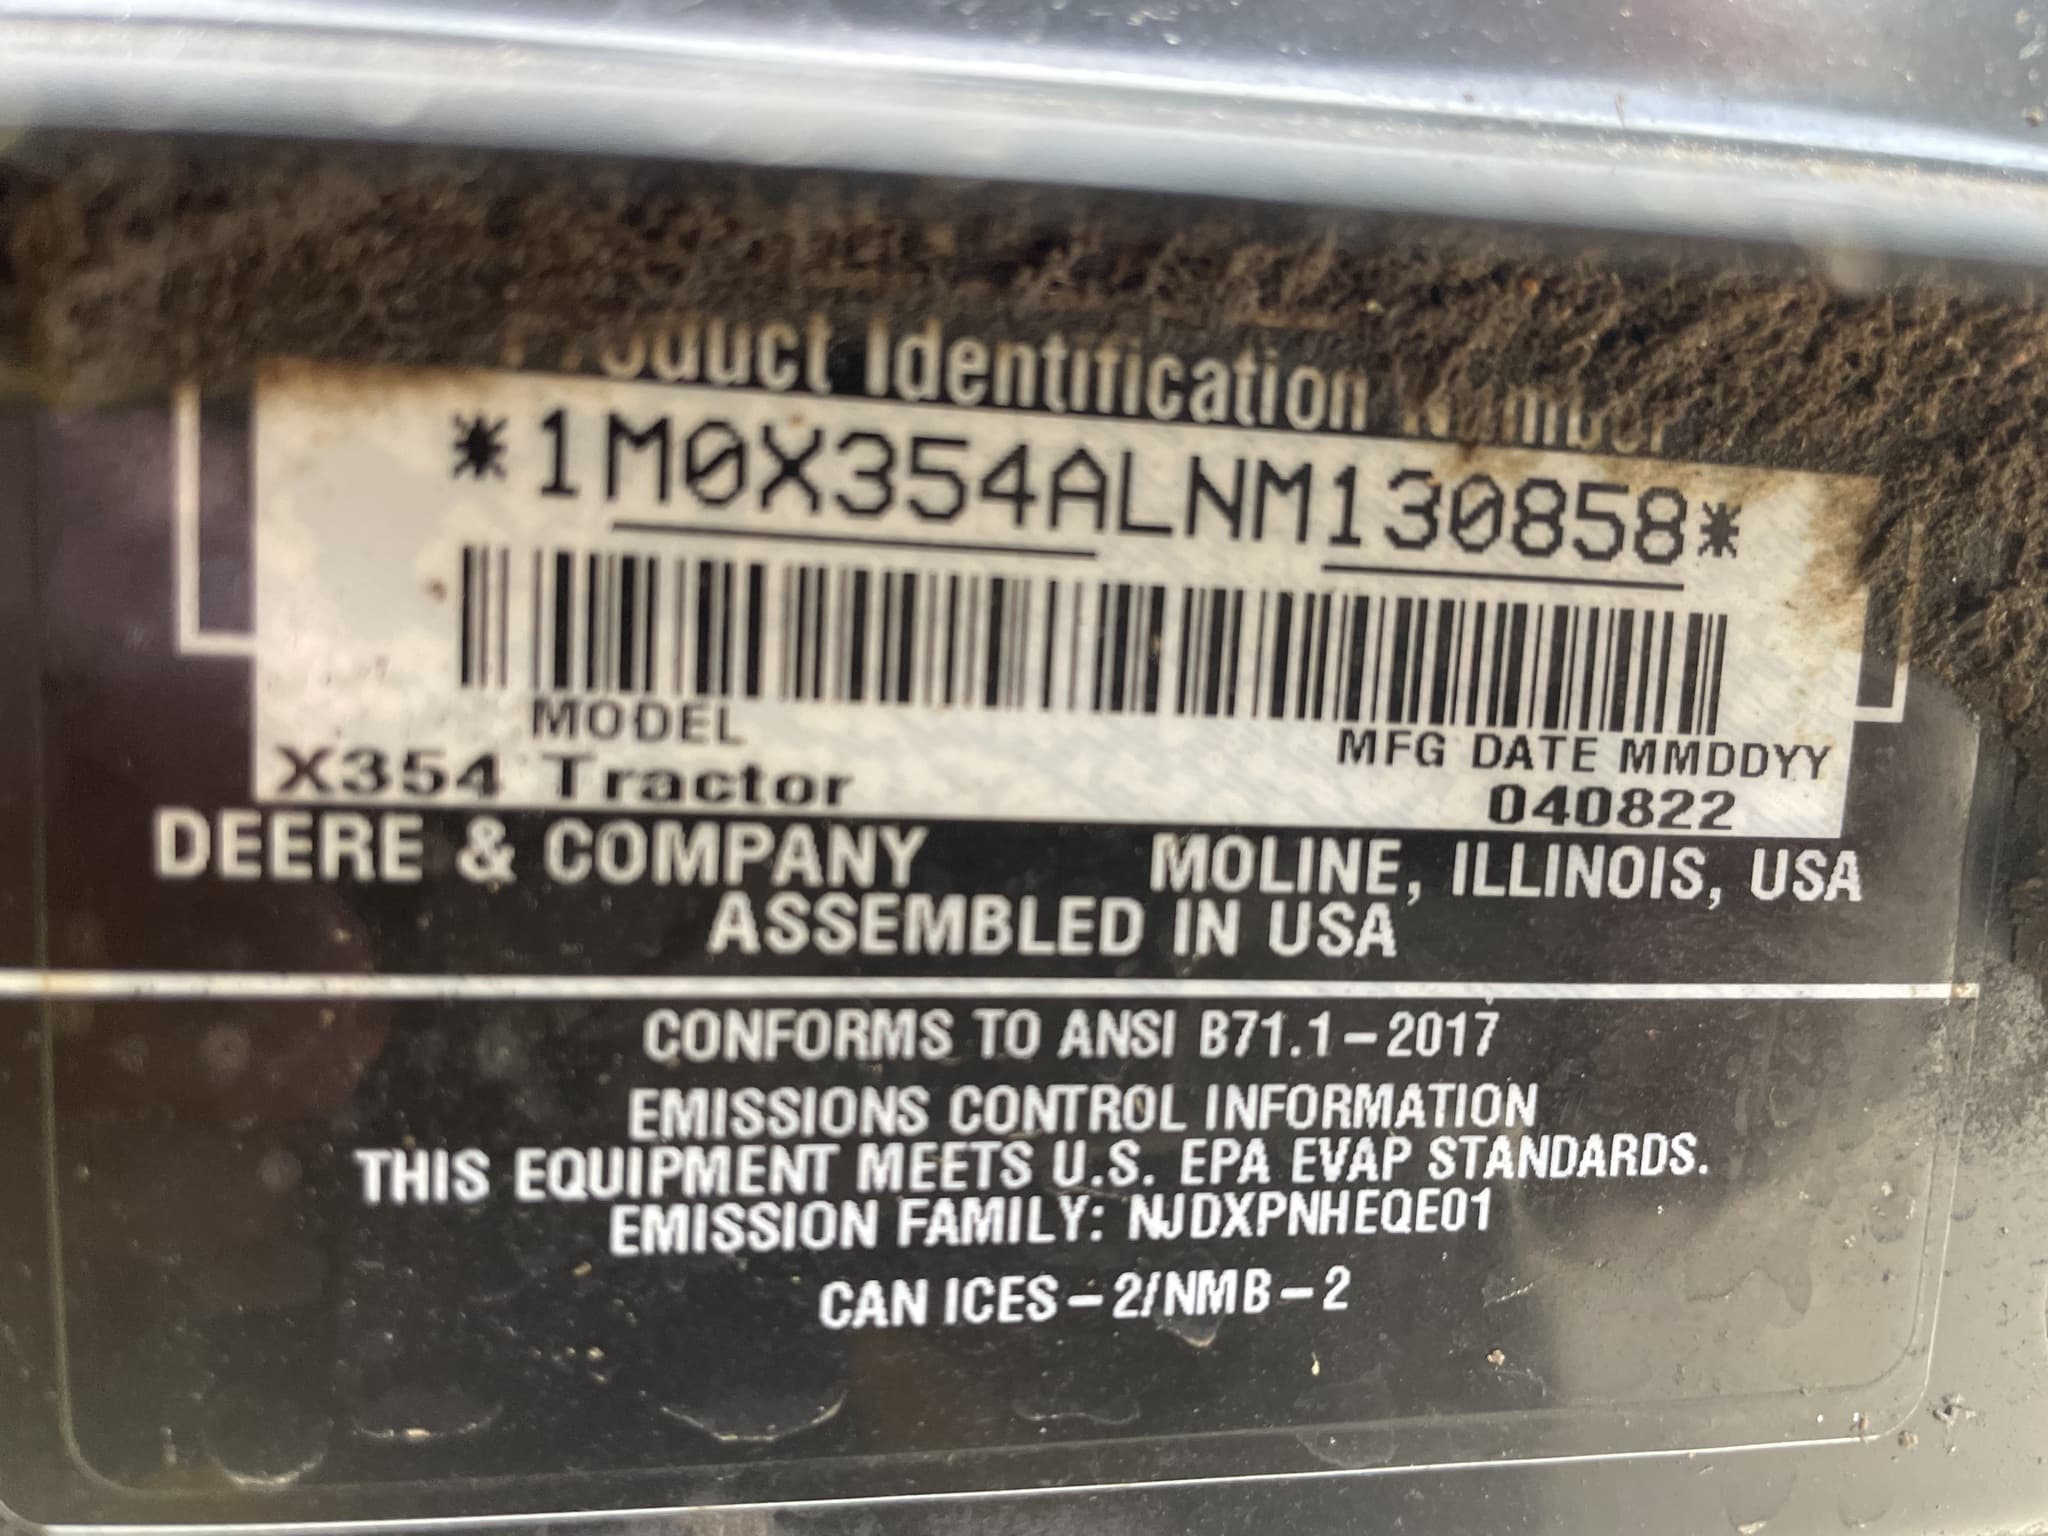 Product Identification Number
*1M0X354ALNM130858*
MODEL
MFG DATE MMDDYY
X354 Tractor
040822
DEERE & COMPANY MOLINE, ILLINOIS, USA
ASSEMBLED IN USA
CONFORMS TO ANSI B71.1-2017
EMISSIONS CONTROL INFORMATION
THIS EQUIPMENT MEETS U.S. EPA EVAP STANDARDS.
EMISSION FAMILY: NJDXPNHEQE01
CAN ICES-2/NMB-2